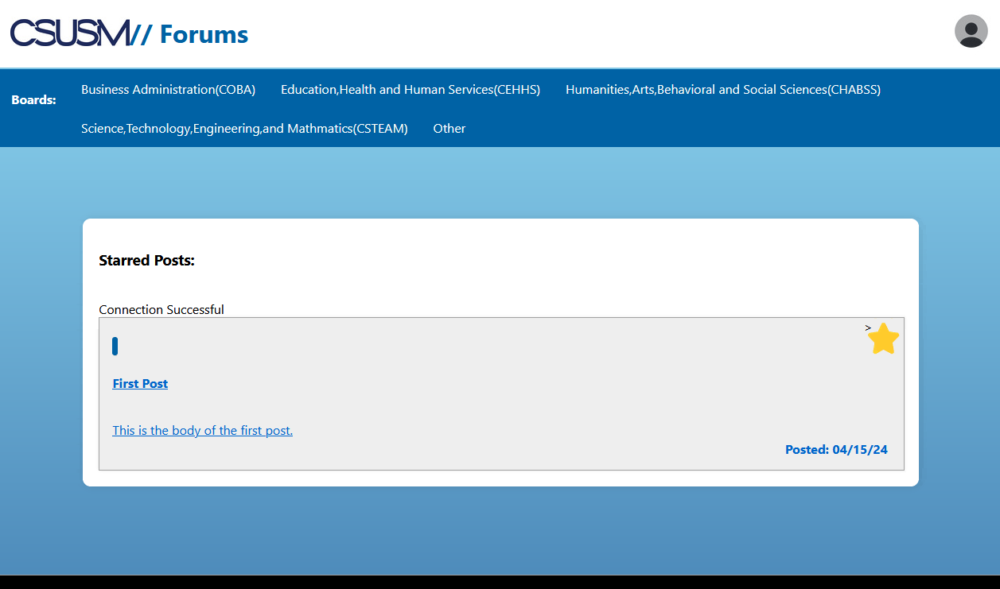 CSUSM// Forums
Boards:
Business Administration(COBA) Education,Health and Human Services(CEHHS) Humanities,Arts,Behavioral and Social Sciences(CHABSS)
Science,Technology,Engineering,and Mathmatics(CSTEAM) Other
Starred Posts:
Connection Successful
>
First Post
This is the body of the first post.
Posted: 04/15/24